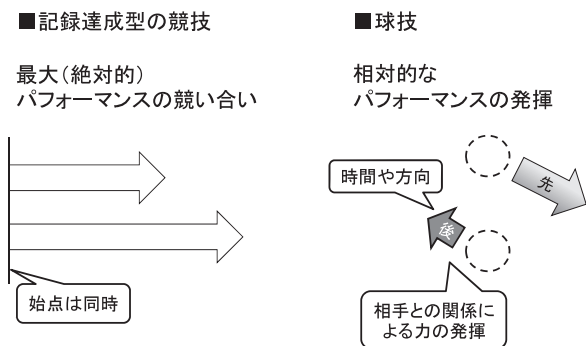 ■記録達成型の競技
最大(絶対的)
パフォーマンスの競い合い
始点は同時
■球技
相対的な
パフォーマンスの発揮
時間や方向
先
後
相手との関係に
よる力の発揮